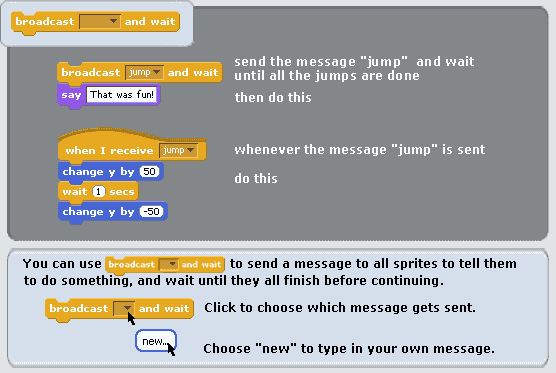 broadcast and wait
broadcast jump and wait
send the message "jump" and wait
until all the jumps are done
say That was fun!
then do this
when I receive jump
whenever the message "jump" is sent
change y by 50
do this
wait 1 secs
change y by -50
You can use broadcast and wait to send a message to all sprites to tell them
to do something, and wait until they all finish before continuing.
broadcast and wait
Click to choose which message gets sent.
new...
Choose "new" to type in your own message.